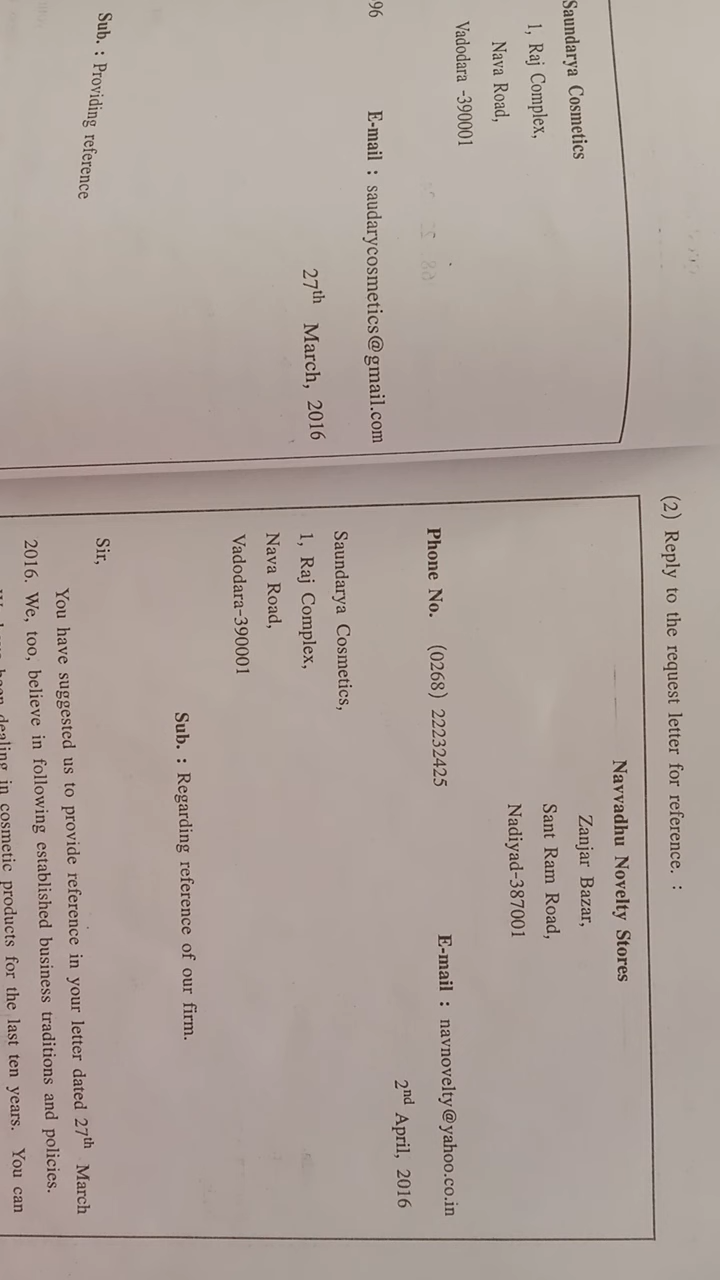 Saundarya Cosmetics
1, Raj Complex,
Nava Road,
Vadodara -390001
96 E-mail : saudarycosmetics@gmail.com
27th March, 2016
Sub. : Providing reference
(2) Reply to the request letter for reference. :
Navvadhu Novelty Stores
Zanjar Bazar,
Sant Ram Road,
Nadiyad-387001
Phone No. (0268) 22232425 E-mail : navnovelty@yahoo.co.in
2nd April, 2016
Saundarya Cosmetics,
1, Raj Complex,
Nava Road,
Vadodara-390001
Sub. : Regarding reference of our firm.
Sir,
You have suggested us to provide reference in your letter dated 27th March
2016. We, too, believe in following established business traditions and policies.
dealing in cosmetic products for the last ten years. You can